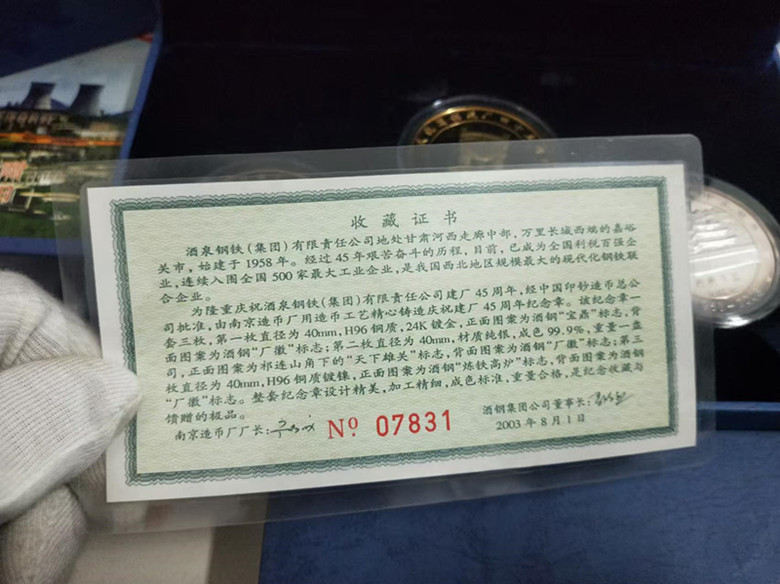 收藏证书
酒泉钢铁(集团)有限责任公司地处甘肃河西走廊中部,万里长城西端的嘉峪
关市,始建于1958年。经过45年艰苦奋斗的历程,目前,已成为全国利税百强企
业,连续入围全国500家最大工业企业,是我国西北地区规模最大的现代化钢铁联
合企业。
为隆重庆祝酒泉钢铁(集团)有限责任公司建厂45周年,经中国印钞造币总公
司批准,由南京造币厂用造币工艺精心铸造庆祝建厂45周年纪念章。该纪念章一
套三枚,第一枚直径为40mm,H96铜质,24K镀金,正面图案为酒钢“宝鼎”标志,背
面图案为酒钢“厂徽”标志;第二枚直径为40mm,材质纯银,成色99.9%,重量一盎
司,正面图案为祁连山角下的“天下雄关”标志,背面图案为酒钢“厂徽”标志;第三
枚直径为40mm,H96铜质镀镍,正面图案为酒钢“炼铁高炉”标志,背面图案为酒钢
“厂徽”标志。整套纪念章设计精美,加工精细,成色标准,重量合格,是纪念收藏与
馈赠的极品。
南京造币厂厂长:
Nº 07831
酒钢集团公司董事长:
2003年8月1日